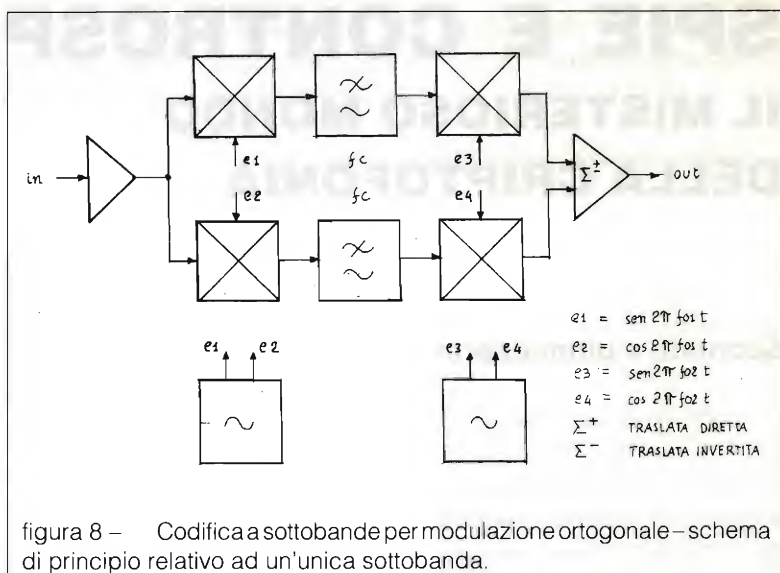 in
e1
fc
e3
Σ±
out
e2
fc
e4
e1 e2
e3 e4
e1 = sen 2π fo1 t
e2 = cos 2π fo1 t
e3 = sen 2π fo2 t
e4 = cos 2π fo2 t
Σ+ TRASLATA DIRETTA
Σ− TRASLATA INVERTITA
figura 8 – Codifica a sottobande per modulazione ortogonale – schema
di principio relativo ad un'unica sottobanda.